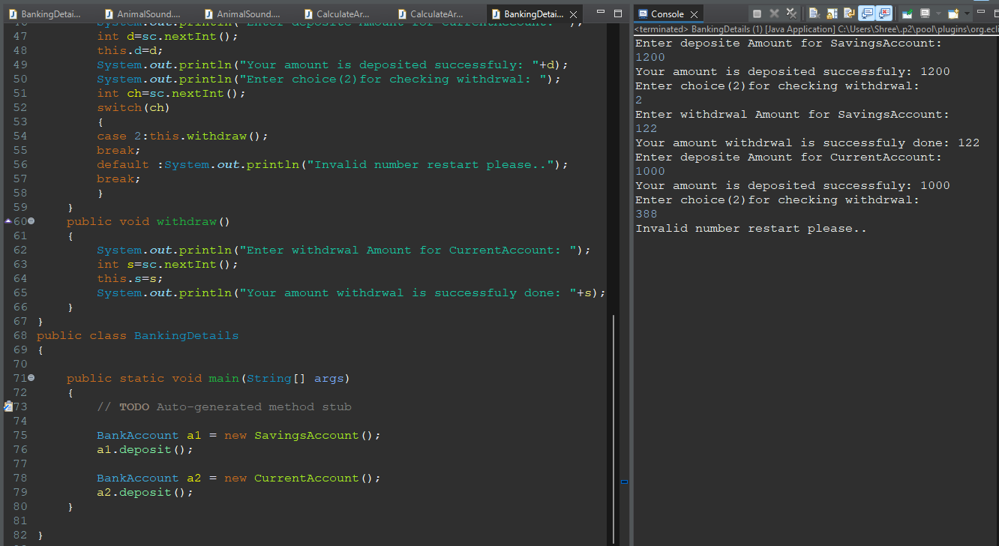 BankingDetai...
AnimalSound....
AnimalSound....
CalculateAr...
CalculateAr...
BankingDetai...
46 System.out.println("Enter deposite Amount for CurrentAccount: ");
47 int d=sc.nextInt();
48 this.d=d;
49 System.out.println("Your amount is deposited successfuly: "+d);
50 System.out.println("Enter choice(2)for checking withdrwal: ");
51 int ch=sc.nextInt();
52 switch(ch)
53 {
54 case 2:this.withdraw();
55 break;
56 default :System.out.println("Invalid number restart please..");
57 break;
58 }
59 }
60 public void withdraw()
61 {
62 System.out.println("Enter withdrwal Amount for CurrentAccount: ");
63 int s=sc.nextInt();
64 this.s=s;
65 System.out.println("Your amount withdrwal is successfuly done: "+s);
66 }
67 }
68 public class BankingDetails
69 {
70
71 public static void main(String[] args)
72 {
73 // TODO Auto-generated method stub
74
75 BankAccount a1 = new SavingsAccount();
76 a1.deposit();
77
78 BankAccount a2 = new CurrentAccount();
79 a2.deposit();
80 }
81
82 }
Console
<terminated> BankingDetails (1) [Java Application] C:\Users\Shree\.p2\pool\plugins\org.ecli
Enter deposite Amount for SavingsAccount:
1200
Your amount is deposited successfuly: 1200
Enter choice(2)for checking withdrwal:
2
Enter withdrwal Amount for SavingsAccount:
122
Your amount withdrwal is successfuly done: 122
Enter deposite Amount for CurrentAccount:
1000
Your amount is deposited successfuly: 1000
Enter choice(2)for checking withdrwal:
388
Invalid number restart please..